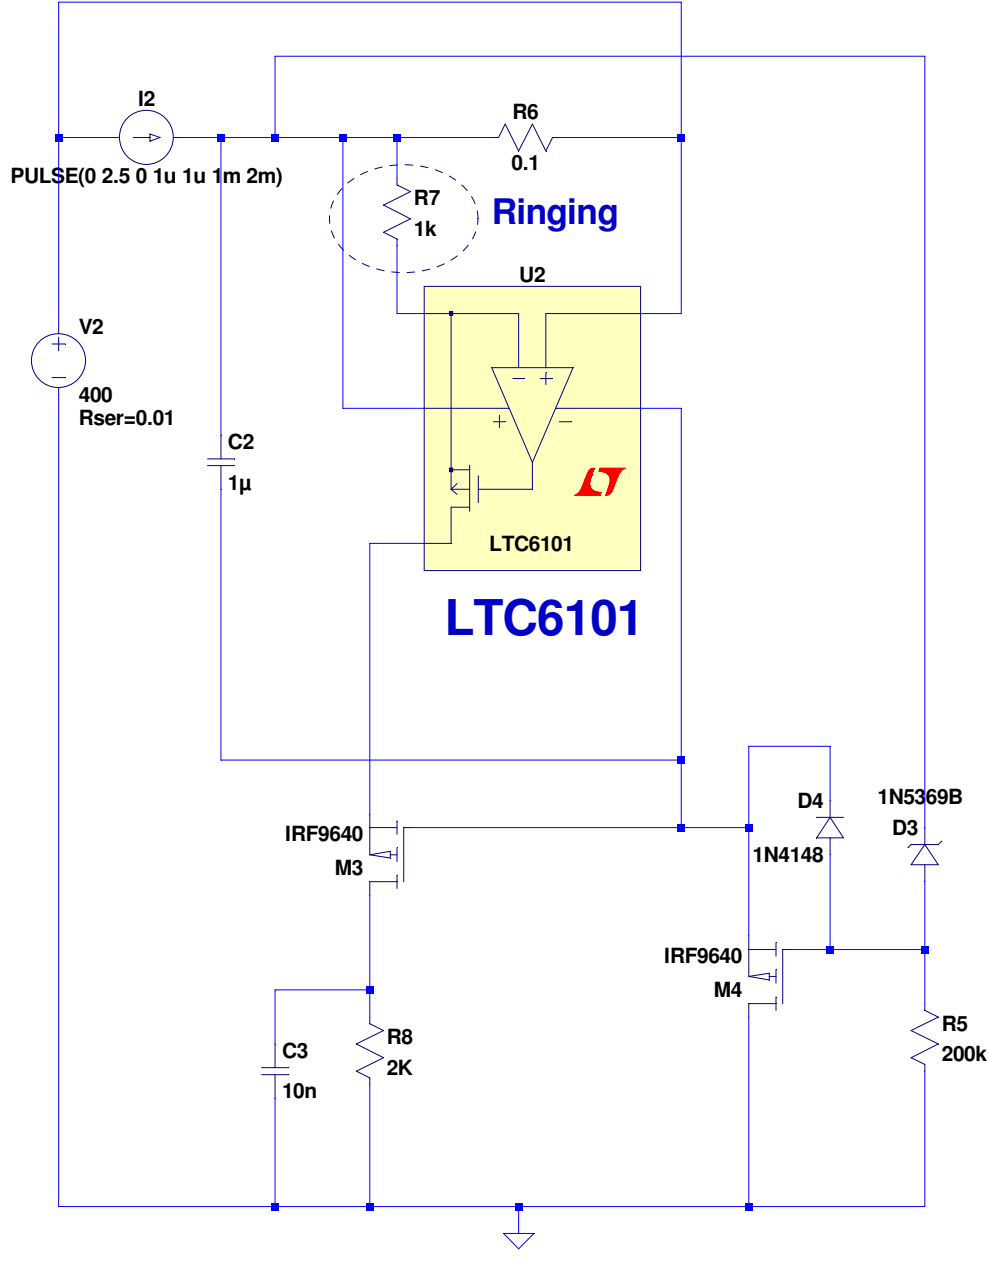 I2
PULSE(0 2.5 0 1u 1u 1m 2m)
R6
0.1
R7
1k
Ringing
U2
V2
400
Rser=0.01
C2
1µ
LTC6101
LTC6101
IRF9640
M3
D4
1N4148
1N5369B
D3
IRF9640
M4
C3
10n
R8
2K
R5
200k